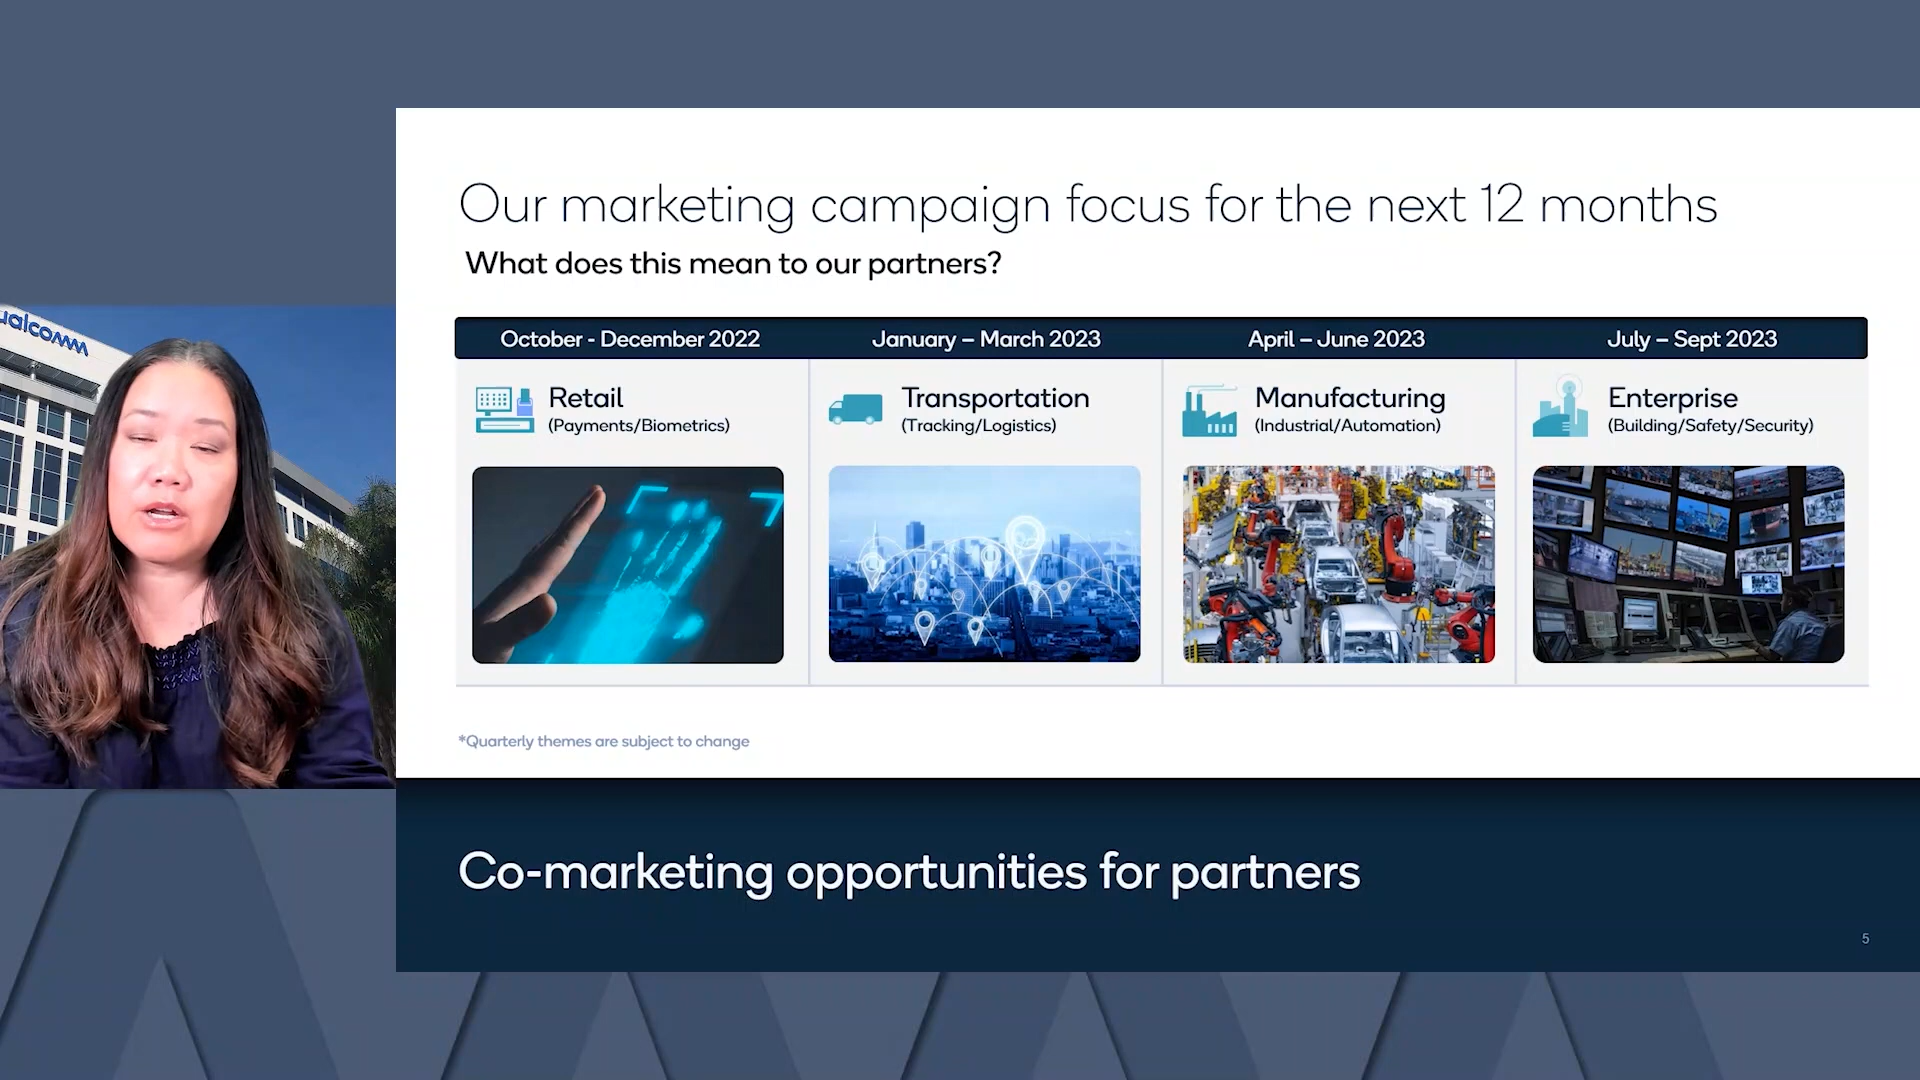 Our marketing campaign focus for the next 12 months
What does this mean to our partners?
October - December 2022
January – March 2023
April – June 2023
July – Sept 2023
Retail
(Payments/Biometrics)
Transportation
(Tracking/Logistics)
Manufacturing
(Industrial/Automation)
Enterprise
(Building/Safety/Security)
*Quarterly themes are subject to change
Co-marketing opportunities for partners
5
ualcomm